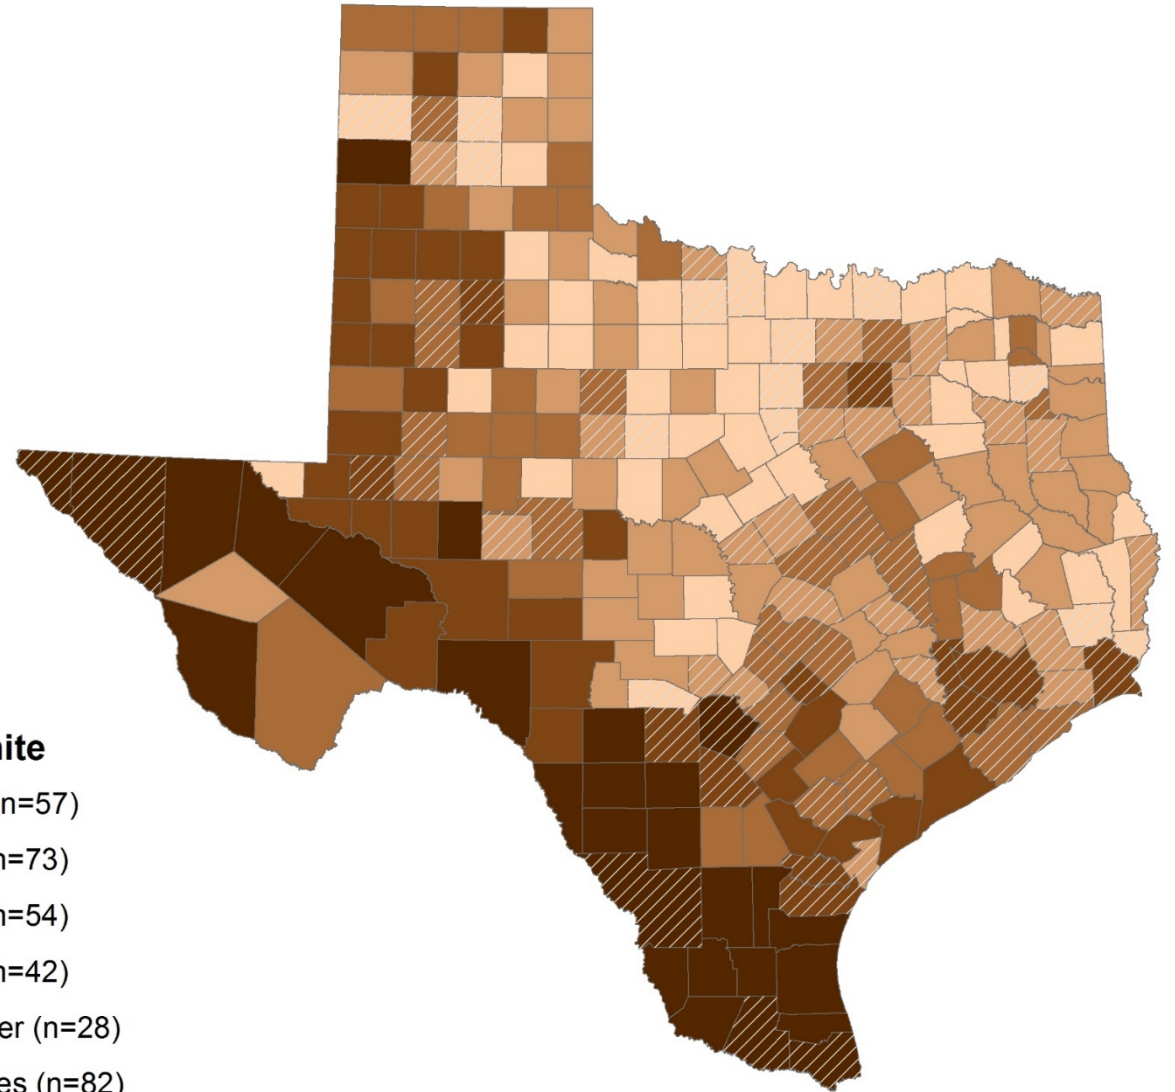 ite
n=57)
n=73)
n=54)
n=42)
er (n=28)
es (n=82)